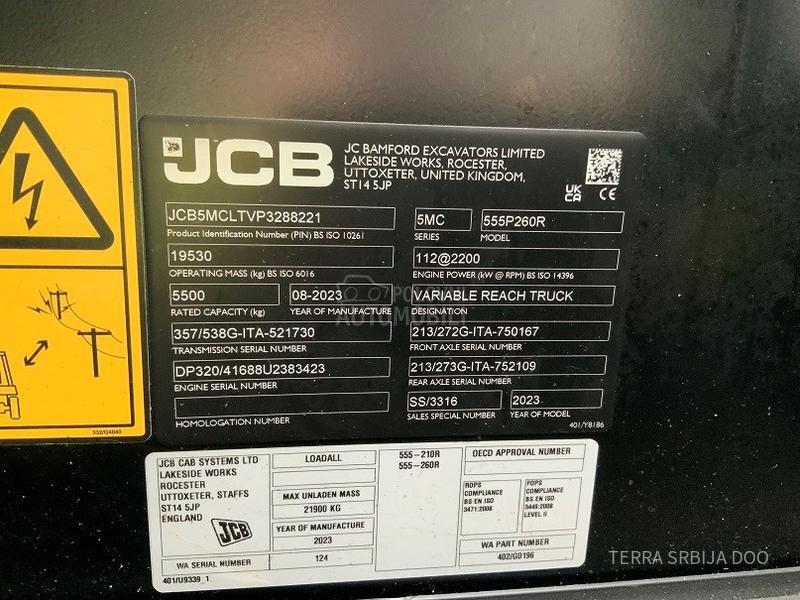 JCB
JC BAMFORD EXCAVATORS LIMITED
LAKESIDE WORKS, ROCESTER,
UTTOXETER, UNITED KINGDOM,
ST14 5JP
UK
CA
CE
JCB5MCLTVP3288221
Product Identification Number (PIN) BS ISO 10261
5MC
SERIES
555P260R
MODEL
19530
OPERATING MASS (kg) BS ISO 6016
112@2200
ENGINE POWER (kW @ RPM) BS ISO 14396
5500
RATED CAPACITY (kg)
08-2023
YEAR OF MANUFACTURE
VARIABLE REACH TRUCK
DESIGNATION
357/538G-ITA-521730
TRANSMISSION SERIAL NUMBER
213/272G-ITA-750167
FRONT AXLE SERIAL NUMBER
DP320/41688U2383423
ENGINE SERIAL NUMBER
213/273G-ITA-752109
REAR AXLE SERIAL NUMBER
HOMOLOGATION NUMBER
SS/3316
SALES SPECIAL NUMBER
2023
YEAR OF MODEL
401/Y8186
332/G4040
POLOVNI
AUTOMOBILI
JCB CAB SYSTEMS LTD
LAKESIDE WORKS
ROCESTER
UTTOXETER, STAFFS
ST14 5JP
ENGLAND
JCB
WA SERIAL NUMBER
401/U9339_1
LOADALL
MAX UNLADEN MASS
21900 KG
YEAR OF MANUFACTURE
2023
124
555-210R
555-260R
OECD APPROVAL NUMBER
ROPS
COMPLIANCE
BS EN ISO
3471:2008
FOPS
COMPLIANCE
BS EN ISO
3449:2008
LEVEL II
WA PART NUMBER
402/G0196
TERRA SRBIJA DOO